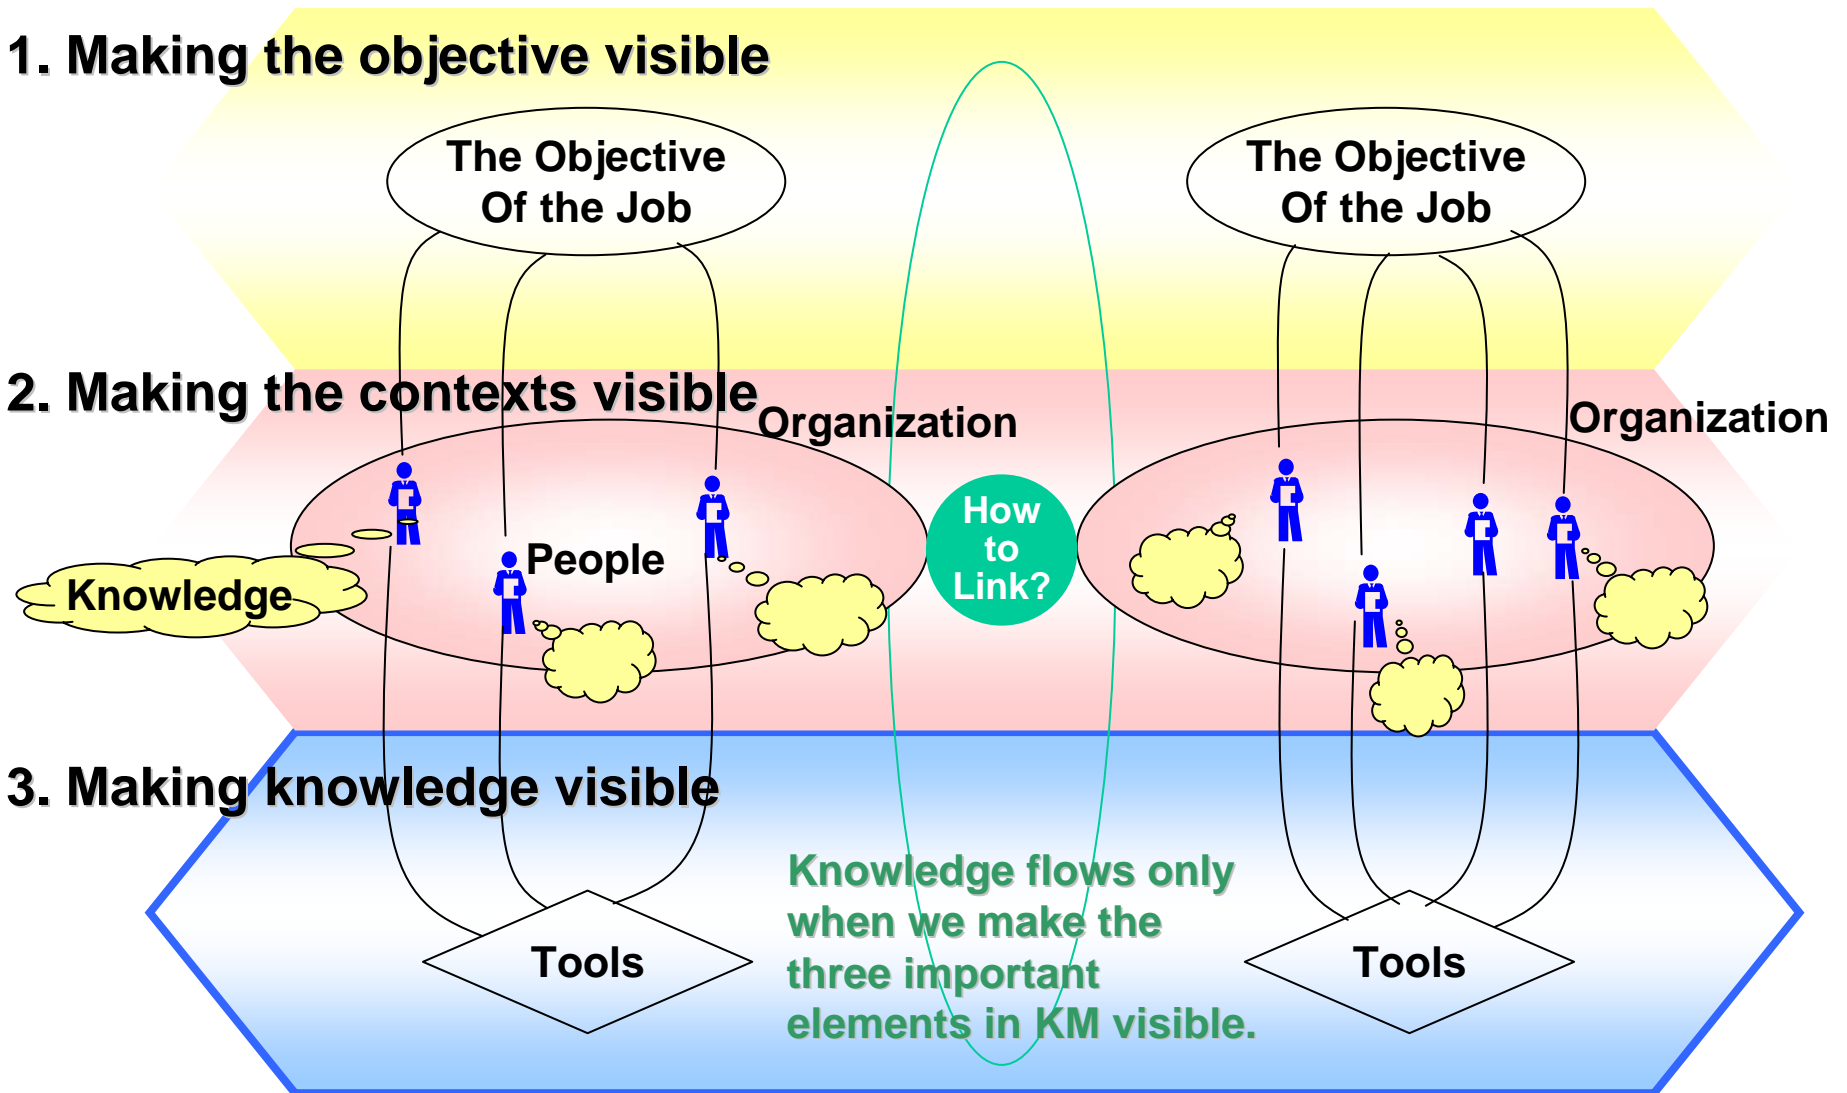 1. Making the objective visible
The Objective
Of the Job
The Objective
Of the Job
2. Making the contexts visible
Organization
Organization
How
to
Link?
People
Knowledge
3. Making knowledge visible
Knowledge flows only
when we make the
three important
elements in KM visible.
Tools
Tools